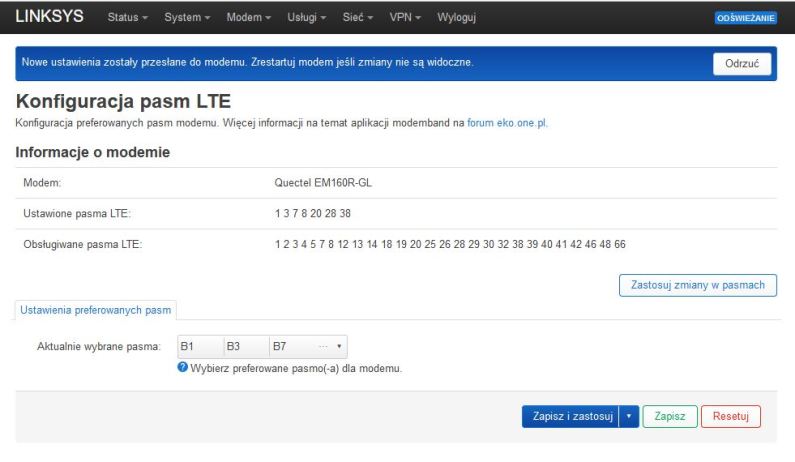 LINKSYS Status System Modem Usługi Sieć VPN Wyloguj ODŚWIEŻANIE
Nowe ustawienia zostały przesłane do modemu. Zrestartuj modem jeśli zmiany nie są widoczne. Odrzuć
Konfiguracja pasm LTE
Konfiguracja preferowanych pasm modemu. Więcej informacji na temat aplikacji modemband na forum eko.one.pl.
Informacje o modemie
Modem: Quectel EM160R-GL
Ustawione pasma LTE: 1 3 7 8 20 28 38
Obsługiwane pasma LTE: 1 2 3 4 5 7 8 12 13 14 18 19 20 25 26 28 29 30 32 38 39 40 41 42 46 48 66
Zastosuj zmiany w pasmach
Ustawienia preferowanych pasm
Aktualnie wybrane pasma: B1 B3 B7 ...
? Wybierz preferowane pasmo(-a) dla modemu.
Zapisz i zastosuj Zapisz Resetuj